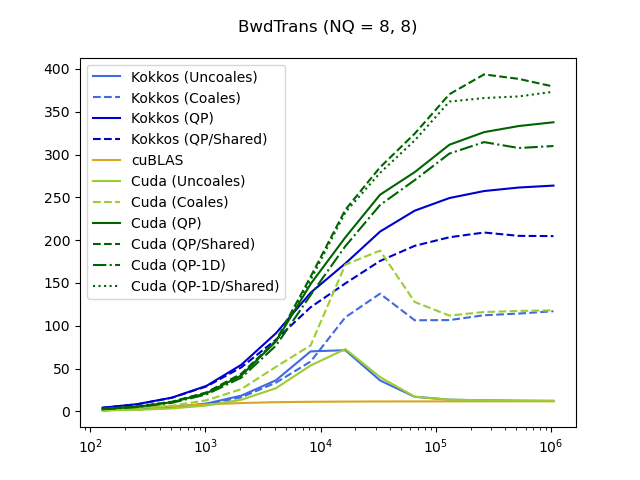 BwdTrans (NQ = 8, 8)
400
350
300
250
200
150
100
50
0
Kokkos (Uncoales)
Kokkos (Coales)
Kokkos (QP)
Kokkos (QP/Shared)
cuBLAS
Cuda (Uncoales)
Cuda (Coales)
Cuda (QP)
Cuda (QP/Shared)
Cuda (QP-1D)
Cuda (QP-1D/Shared)
10² 10³ 10⁴ 10⁵ 10⁶